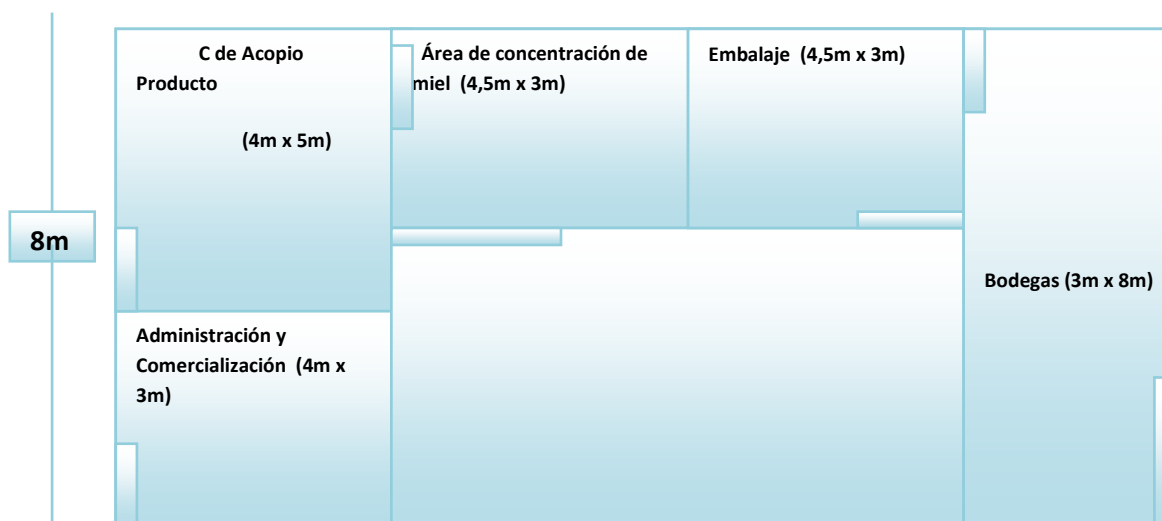 C de Acopio
Producto
(4m x 5m)
Área de concentración de
miel (4,5m x 3m)
Embalaje (4,5m x 3m)
8m
Bodegas (3m x 8m)
Administración y
Comercialización (4m x
3m)